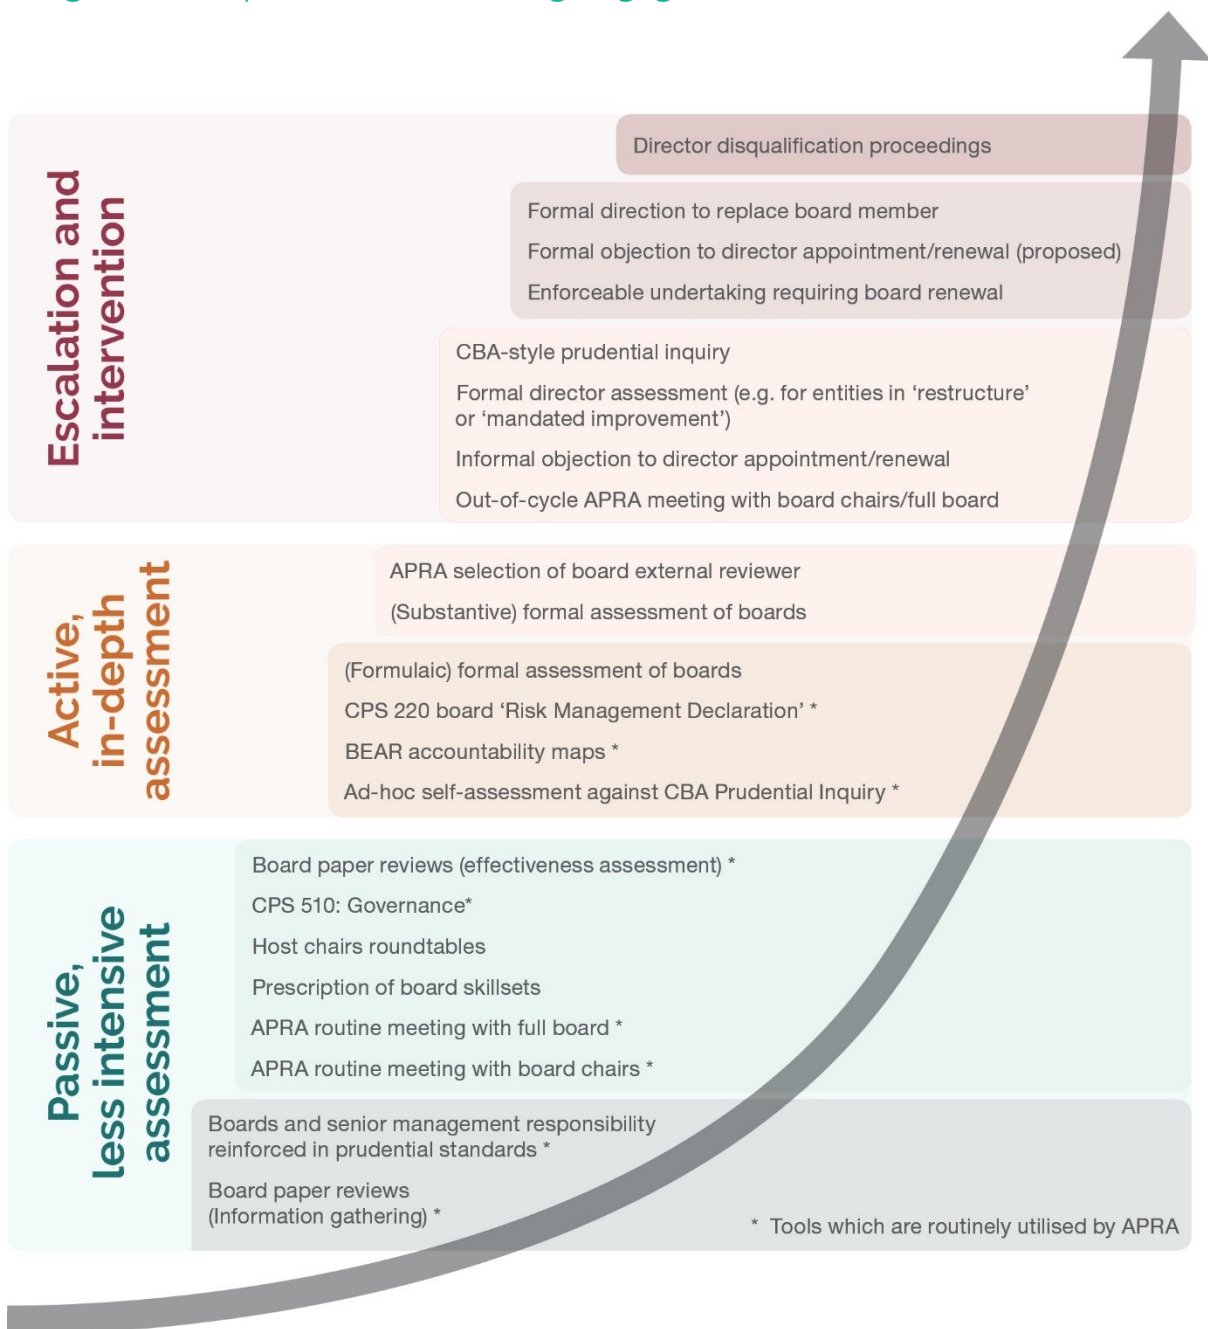 Escalation and
intervention
Director disqualification proceedings
Formal direction to replace board member
Formal objection to director appointment/renewal (proposed)
Enforceable undertaking requiring board renewal
CBA-style prudential inquiry
Formal director assessment (e.g. for entities in ‘restructure’
or ‘mandated improvement’)
Informal objection to director appointment/renewal
Out-of-cycle APRA meeting with board chairs/full board
Active,
in-depth
assessment
APRA selection of board external reviewer
(Substantive) formal assessment of boards
(Formulaic) formal assessment of boards
CPS 220 board ‘Risk Management Declaration’ *
BEAR accountability maps *
Ad-hoc self-assessment against CBA Prudential Inquiry *
Passive,
less intensive
assessment
Board paper reviews (effectiveness assessment) *
CPS 510: Governance*
Host chairs roundtables
Prescription of board skillsets
APRA routine meeting with full board *
APRA routine meeting with board chairs *
Boards and senior management responsibility
reinforced in prudential standards *
Board paper reviews
(Information gathering) *
* Tools which are routinely utilised by APRA